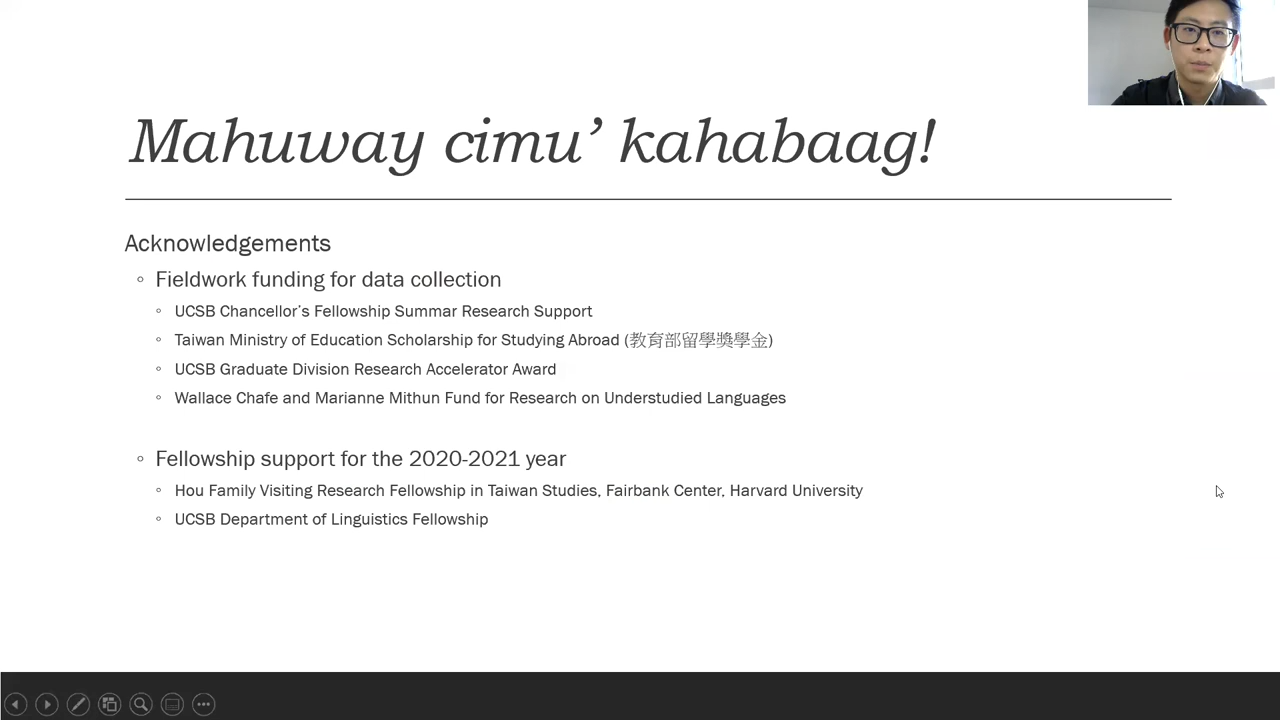 Mahuway cimu’ kahabaag!
Acknowledgements
Fieldwork funding for data collection
UCSB Chancellor’s Fellowship Summar Research Support
Taiwan Ministry of Education Scholarship for Studying Abroad (教育部留學獎學金)
UCSB Graduate Division Research Accelerator Award
Wallace Chafe and Marianne Mithun Fund for Research on Understudied Languages
Fellowship support for the 2020-2021 year
Hou Family Visiting Research Fellowship in Taiwan Studies, Fairbank Center, Harvard University
UCSB Department of Linguistics Fellowship